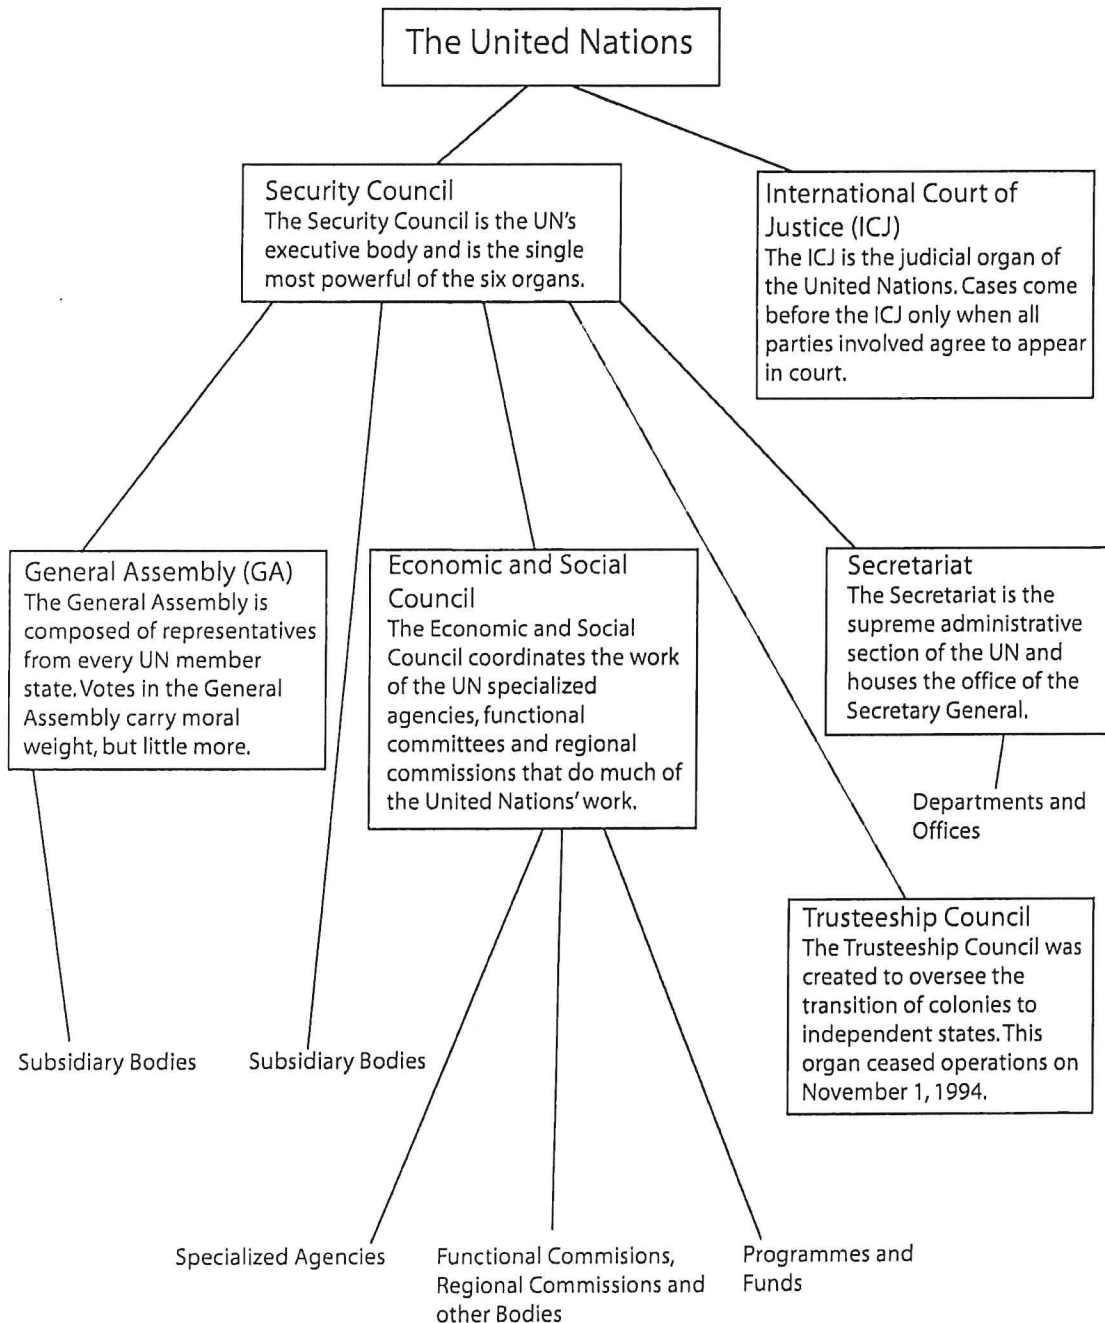 The United Nations
Security Council
The Security Council is the UN's
executive body and is the single
most powerful of the six organs.
International Court of
Justice (ICJ)
The ICJ is the judicial organ of
the United Nations. Cases come
before the ICJ only when all
parties involved agree to appear
in court.
General Assembly (GA)
The General Assembly is
composed of representatives
from every UN member
state. Votes in the General
Assembly carry moral
weight, but little more.
Economic and Social
Council
The Economic and Social
Council coordinates the work
of the UN specialized
agencies, functional
committees and regional
commissions that do much of
the United Nations' work.
Secretariat
The Secretariat is the
supreme administrative
section of the UN and
houses the office of the
Secretary General.
Departments and
Offices
Trusteeship Council
The Trusteeship Council was
created to oversee the
transition of colonies to
independent states. This
organ ceased operations on
November 1, 1994.
Subsidiary Bodies
Subsidiary Bodies
Specialized Agencies
Functional Commisions,
Regional Commissions and
other Bodies
Programmes and
Funds